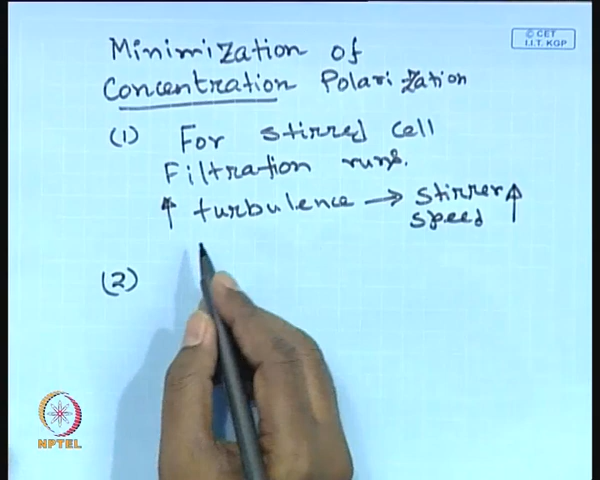 Minimization of
Concentration Polarization
(1) For stirred cell
Filtration runs.
↑ turbulence → stirrer speed ↑
(2)
© CET
I.I.T. KGP
NPTEL